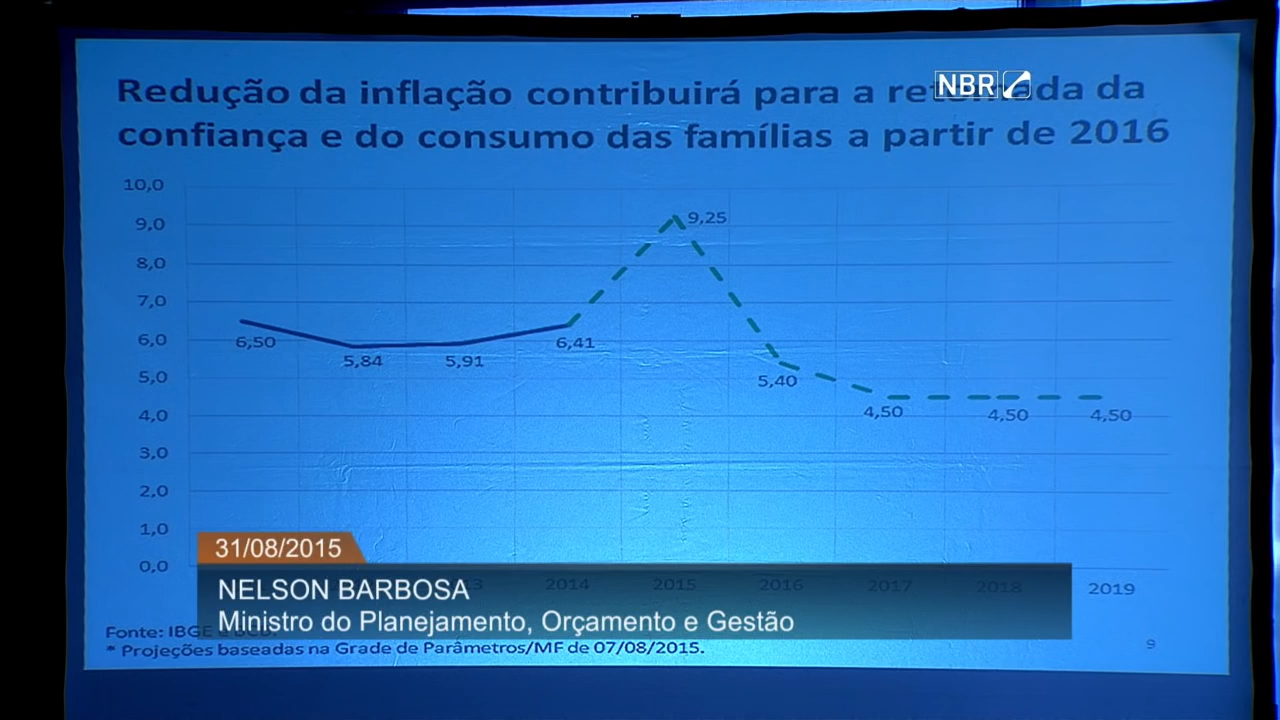 NBR
Redução da inflação contribuirá para a da
confiança e do consumo das famílias a partir de 2016
10,0
9,0
8,0
7,0
6,0
5,0
4,0
3,0
2,0
1,0
0,0
6,50
5,84
5,91
6,41
9,25
5,40
4,50
4,50
4,50
2014 2015 2016 2017 2018 2019
31/08/2015
NELSON BARBOSA
Ministro do Planejamento, Orçamento e Gestão
Fonte: IBGE
* Projeções baseadas na Grade de Parâmetros/MF de 07/08/2015.
9